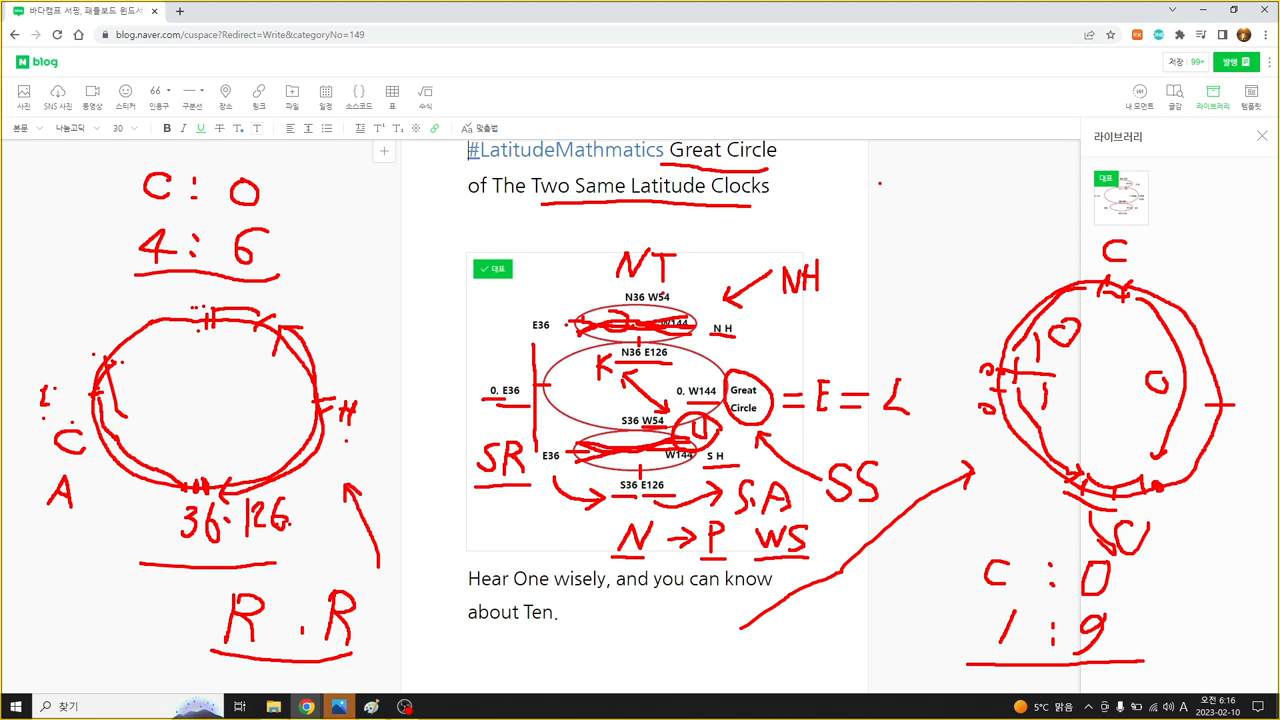 바다캠프 서핑, 패들보드 윈드서
blog.naver.com/cuspace?Redirect=Write&categoryNo=149
N blog
저장 99+ 발행
사진 SNS 사진 동영상 스티커 인용구 구분선 장소 링크 파일 일정 소스코드 표 수식 내 모먼트 글감 라이브러리 템플릿
본문 나눔고딕 30 B I U T 맞춤법
라이브러리
대표
#LatitudeMathmatics Great Circle
of The Two Same Latitude Clocks
대표
C : 0
4 : 6
NT
NH
N36 W54
E36 W144 N H
N36 E126
K
0. E36 0. W144 Great
Circle
= E = L
S36 W54
U
SR
E36 W144 S H
SS
S36 E126
S.A
N → P WS
H
C
A
36.126
R . R
C
0
0
C
C : 0
1 : 9
Hear One wisely, and you can know
about Ten.
찾기
5°C 맑음
A
오전 6:16
2023-02-10